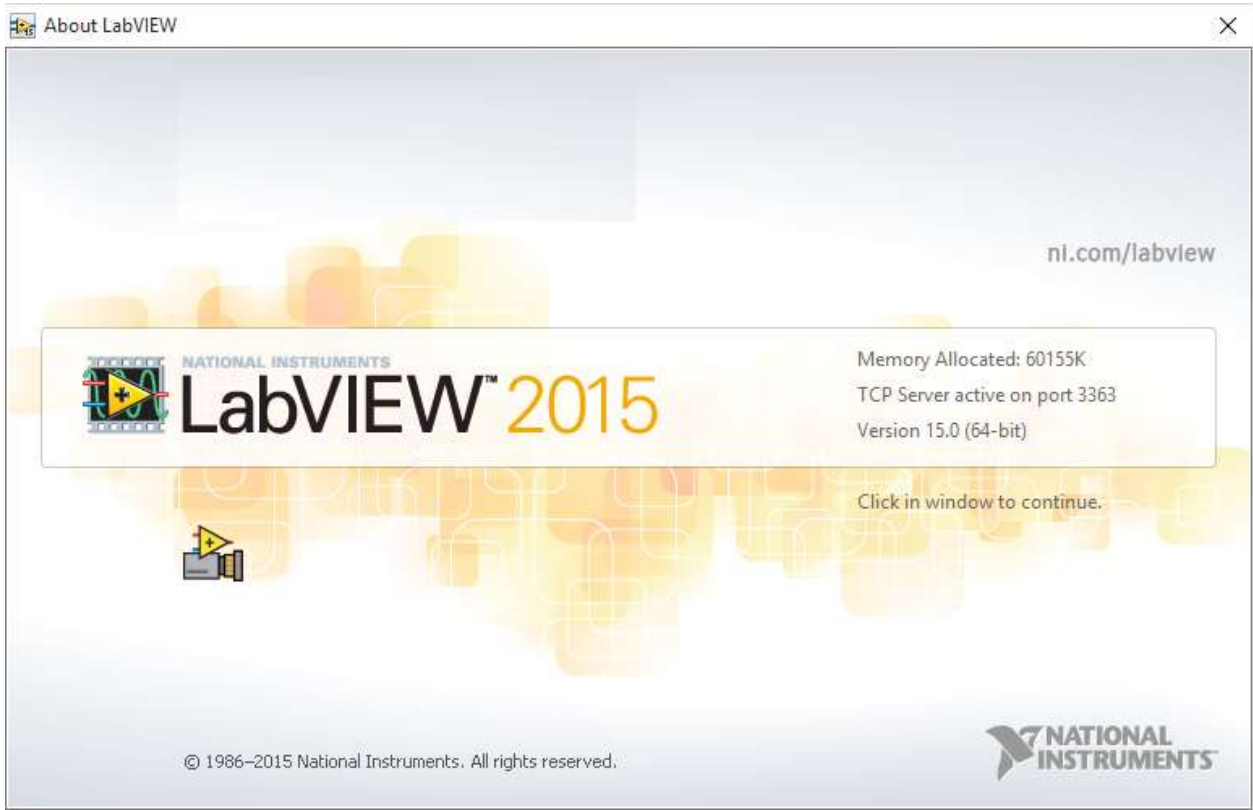 About LabVIEW
ni.com/labview
NATIONAL INSTRUMENTS
LabVIEW™ 2015
Memory Allocated: 60155K
TCP Server active on port 3363
Version 15.0 (64-bit)
Click in window to continue.
© 1986–2015 National Instruments. All rights reserved.
NATIONAL
INSTRUMENTS™